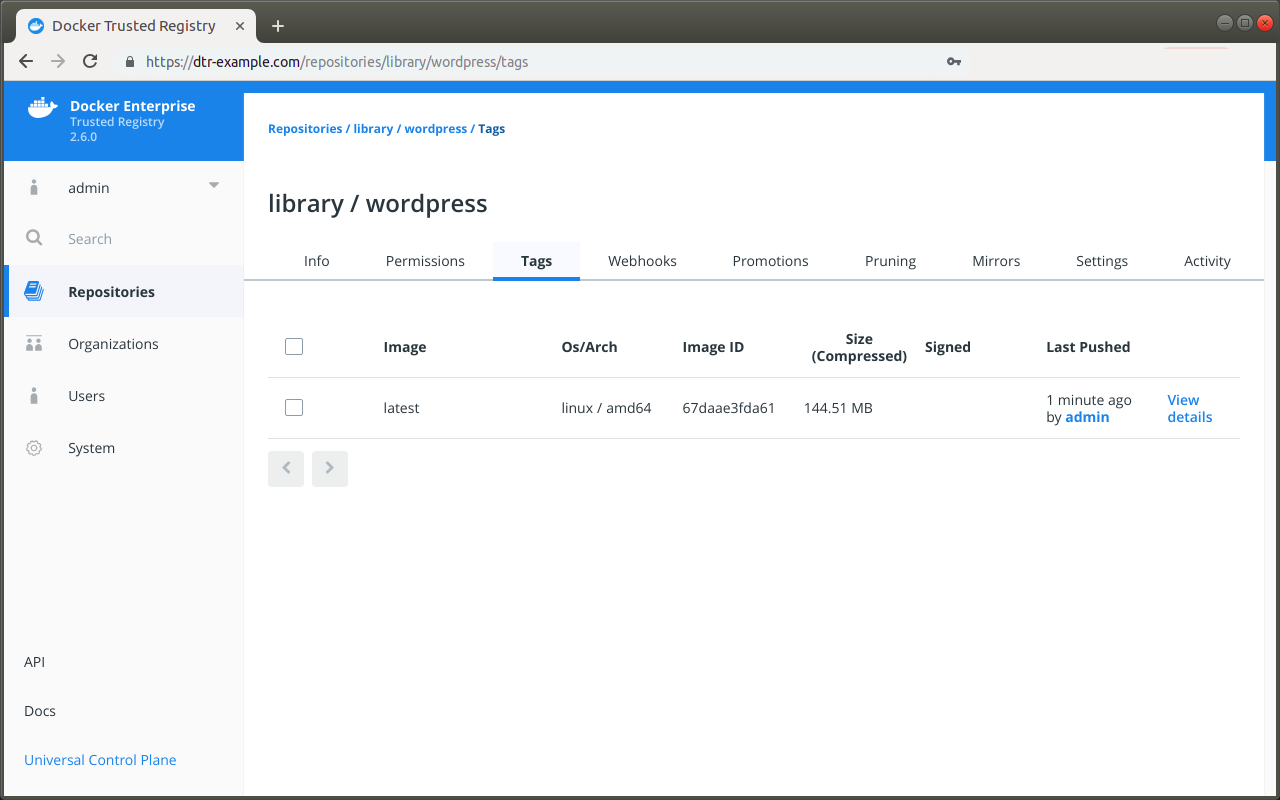 Docker Trusted Registry
https://dtr-example.com/repositories/library/wordpress/tags
Docker Enterprise
Trusted Registry
2.6.0
admin
Search
Repositories
Organizations
Users
System
API
Docs
Universal Control Plane
Repositories / library / wordpress / Tags
library / wordpress
Info Permissions Tags Webhooks Promotions Pruning Mirrors Settings Activity
Image Os/Arch Image ID Size (Compressed) Signed Last Pushed
latest linux / amd64 67daae3fda61 144.51 MB 1 minute ago by admin View details